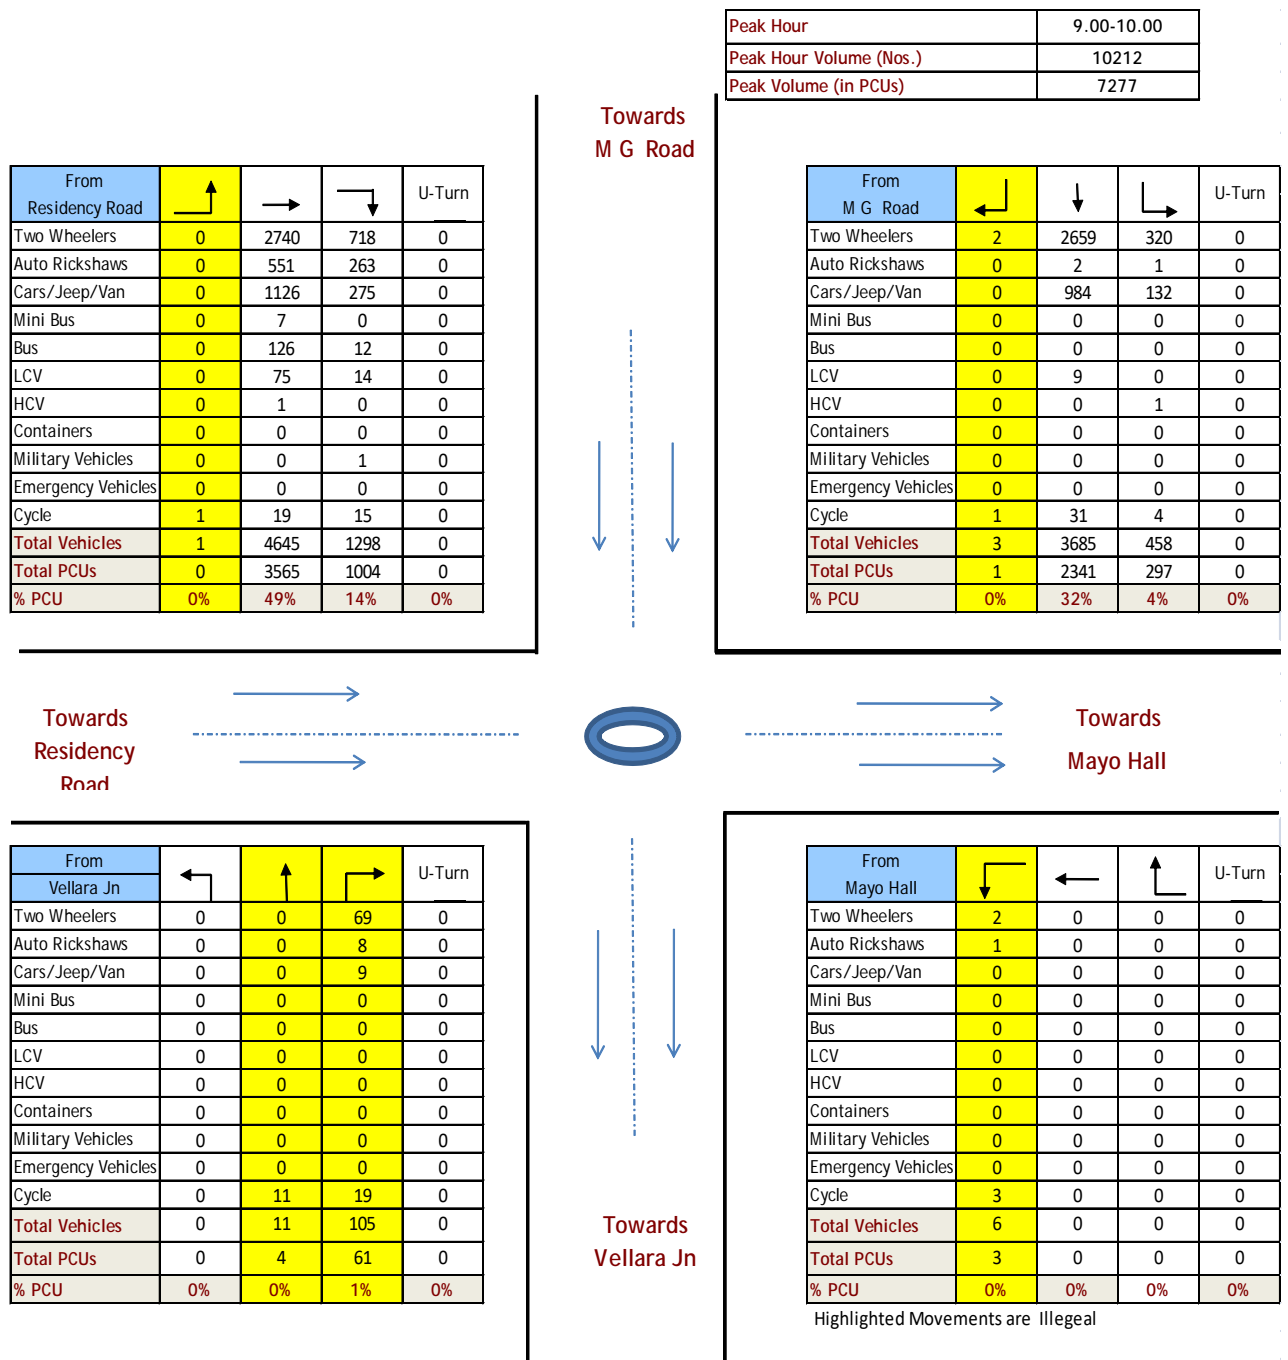 Peak Hour 9.00-10.00
Peak Hour Volume (Nos.) 10212
Peak Volume (in PCUs) 7277
Towards
M G Road
From
Residency Road U-Turn
Two Wheelers 0 2740 718 0
Auto Rickshaws 0 551 263 0
Cars/Jeep/Van 0 1126 275 0
Mini Bus 0 7 0 0
Bus 0 126 12 0
LCV 0 75 14 0
HCV 0 1 0 0
Containers 0 0 0 0
Military Vehicles 0 0 1 0
Emergency Vehicles 0 0 0 0
Cycle 1 19 15 0
Total Vehicles 1 4645 1298 0
Total PCUs 0 3565 1004 0
% PCU 0% 49% 14% 0%
From
M G Road U-Turn
Two Wheelers 2 2659 320 0
Auto Rickshaws 0 2 1 0
Cars/Jeep/Van 0 984 132 0
Mini Bus 0 0 0 0
Bus 0 0 0 0
LCV 0 9 0 0
HCV 0 0 1 0
Containers 0 0 0 0
Military Vehicles 0 0 0 0
Emergency Vehicles 0 0 0 0
Cycle 1 31 4 0
Total Vehicles 3 3685 458 0
Total PCUs 1 2341 297 0
% PCU 0% 32% 4% 0%
Towards
Residency
Road
Towards
Mayo Hall
From
Vellara Jn U-Turn
Two Wheelers 0 0 69 0
Auto Rickshaws 0 0 8 0
Cars/Jeep/Van 0 0 9 0
Mini Bus 0 0 0 0
Bus 0 0 0 0
LCV 0 0 0 0
HCV 0 0 0 0
Containers 0 0 0 0
Military Vehicles 0 0 0 0
Emergency Vehicles 0 0 0 0
Cycle 0 11 19 0
Total Vehicles 0 11 105 0
Total PCUs 0 4 61 0
% PCU 0% 0% 1% 0%
Towards
Vellara Jn
From
Mayo Hall U-Turn
Two Wheelers 2 0 0 0
Auto Rickshaws 1 0 0 0
Cars/Jeep/Van 0 0 0 0
Mini Bus 0 0 0 0
Bus 0 0 0 0
LCV 0 0 0 0
HCV 0 0 0 0
Containers 0 0 0 0
Military Vehicles 0 0 0 0
Emergency Vehicles 0 0 0 0
Cycle 3 0 0 0
Total Vehicles 6 0 0 0
Total PCUs 3 0 0 0
% PCU 0% 0% 0% 0%
Highlighted Movements are Illegeal